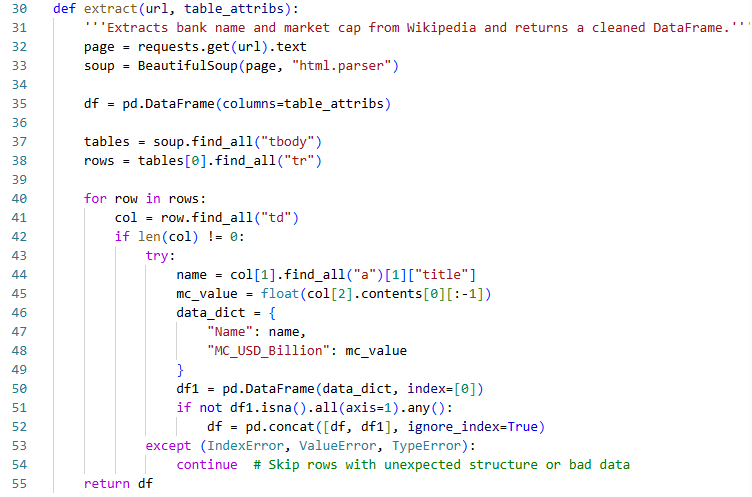 30 def extract(url, table_attribs):
31     '''Extracts bank name and market cap from Wikipedia and returns a cleaned DataFrame.'''
32     page = requests.get(url).text
33     soup = BeautifulSoup(page, "html.parser")
34
35     df = pd.DataFrame(columns=table_attribs)
36
37     tables = soup.find_all("tbody")
38     rows = tables[0].find_all("tr")
39
40     for row in rows:
41         col = row.find_all("td")
42         if len(col) != 0:
43             try:
44                 name = col[1].find_all("a")[1]["title"]
45                 mc_value = float(col[2].contents[0][:-1])
46                 data_dict = {
47                     "Name": name,
48                     "MC_USD_Billion": mc_value
49                 }
50                 df1 = pd.DataFrame(data_dict, index=[0])
51                 if not df1.isna().all(axis=1).any():
52                     df = pd.concat([df, df1], ignore_index=True)
53             except (IndexError, ValueError, TypeError):
54                 continue  # Skip rows with unexpected structure or bad data
55     return df